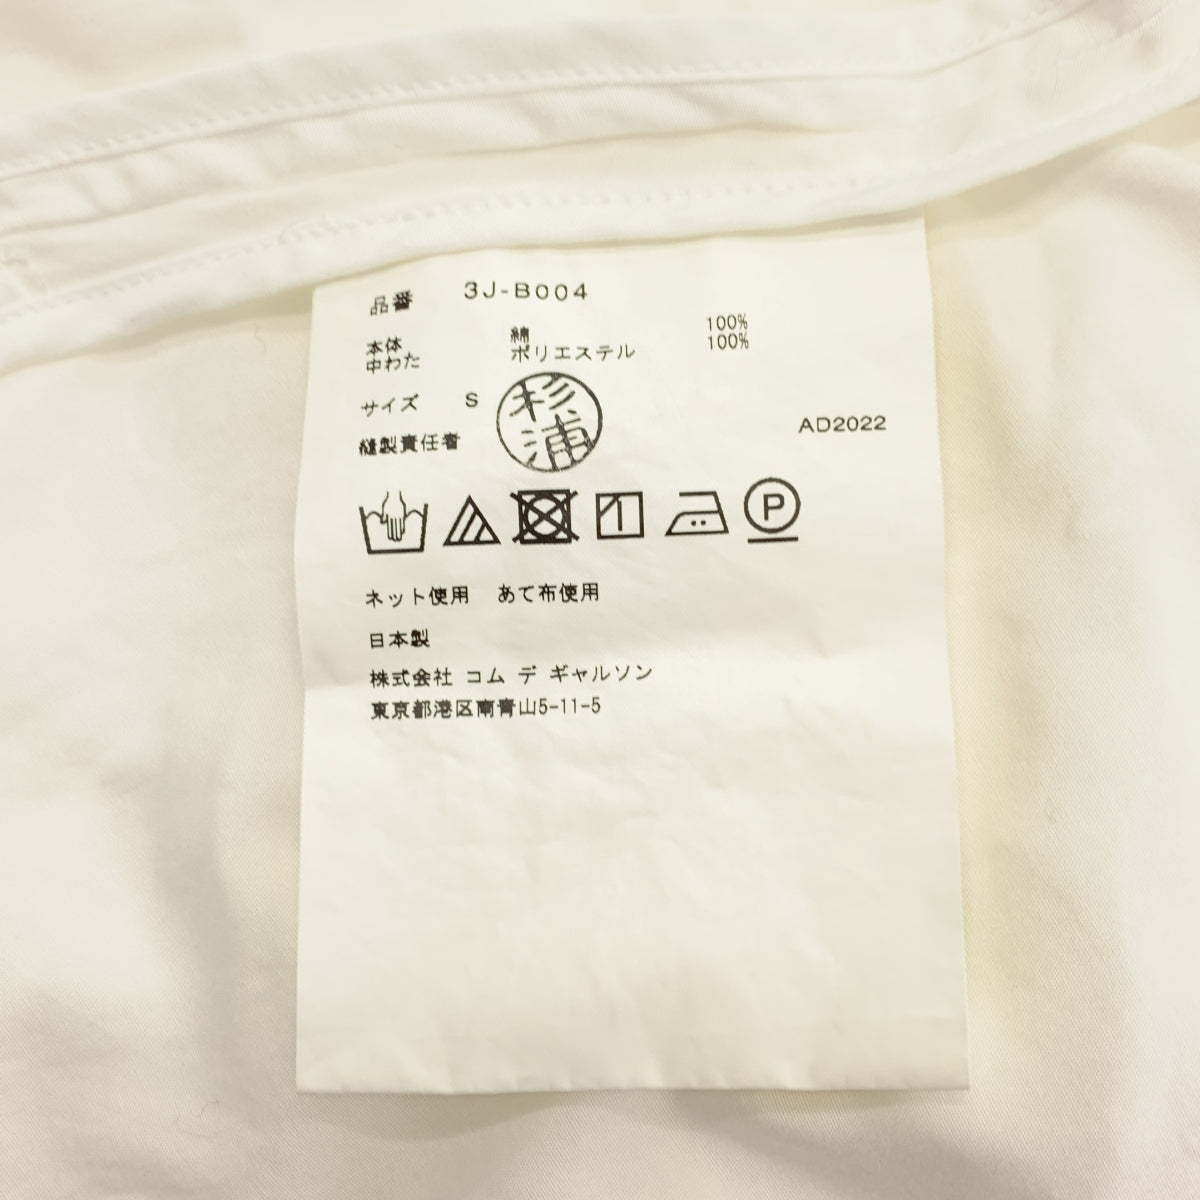 品番 3J-B004
本体 綿 100%
中わた ポリエステル 100%
サイズ S
縫製責任者 杉浦
AD2022
P
ネット使用 あて布使用
日本製
株式会社 コム デ ギャルソン
東京都港区南青山5-11-5